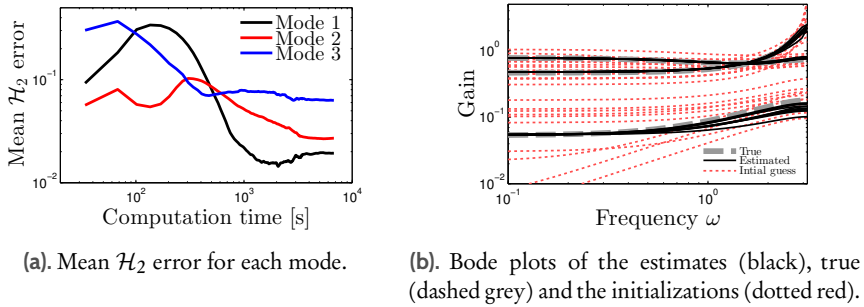 Mode 1
Mode 2
Mode 3
Mean H₂ error
10⁻¹
10⁻²
10² 10³ 10⁴
Computation time [s]
(a). Mean H₂ error for each mode.
Gain
10⁰
10⁻¹
10⁻²
True
Estimated
Intial guess
10⁻¹ 10⁰
Frequency ω
(b). Bode plots of the estimates (black), true
(dashed grey) and the initializations (dotted red).